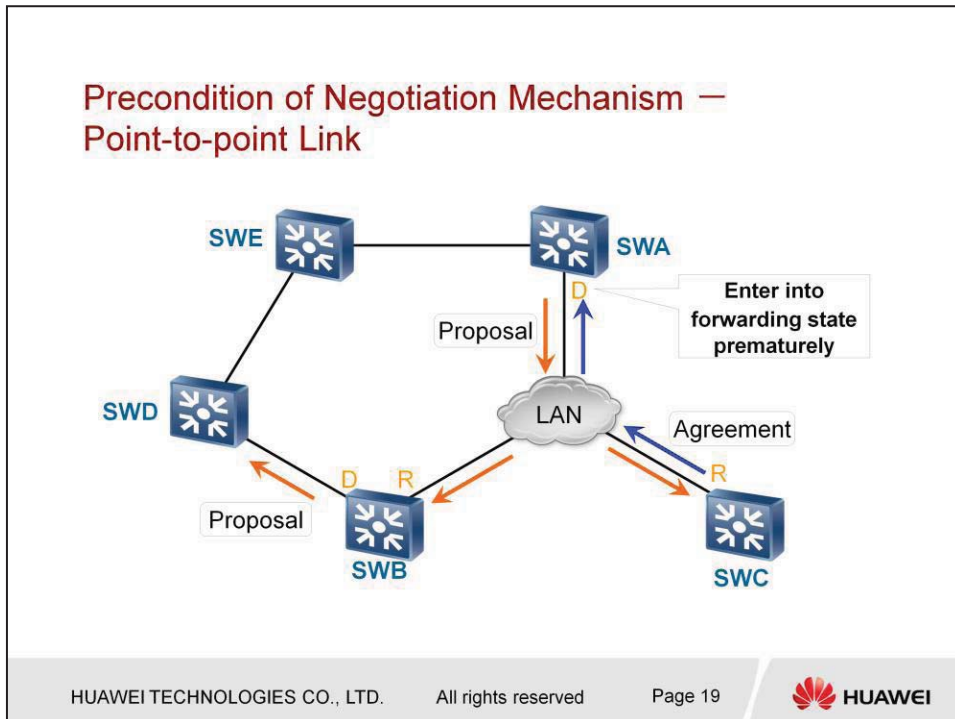 Precondition of Negotiation Mechanism —
Point-to-point Link
SWE
SWA
D
Enter into
forwarding state
prematurely
Proposal
SWD
LAN
Agreement
D
R
R
Proposal
SWB
SWC
HUAWEI TECHNOLOGIES CO., LTD.
All rights reserved
Page 19
HUAWEI